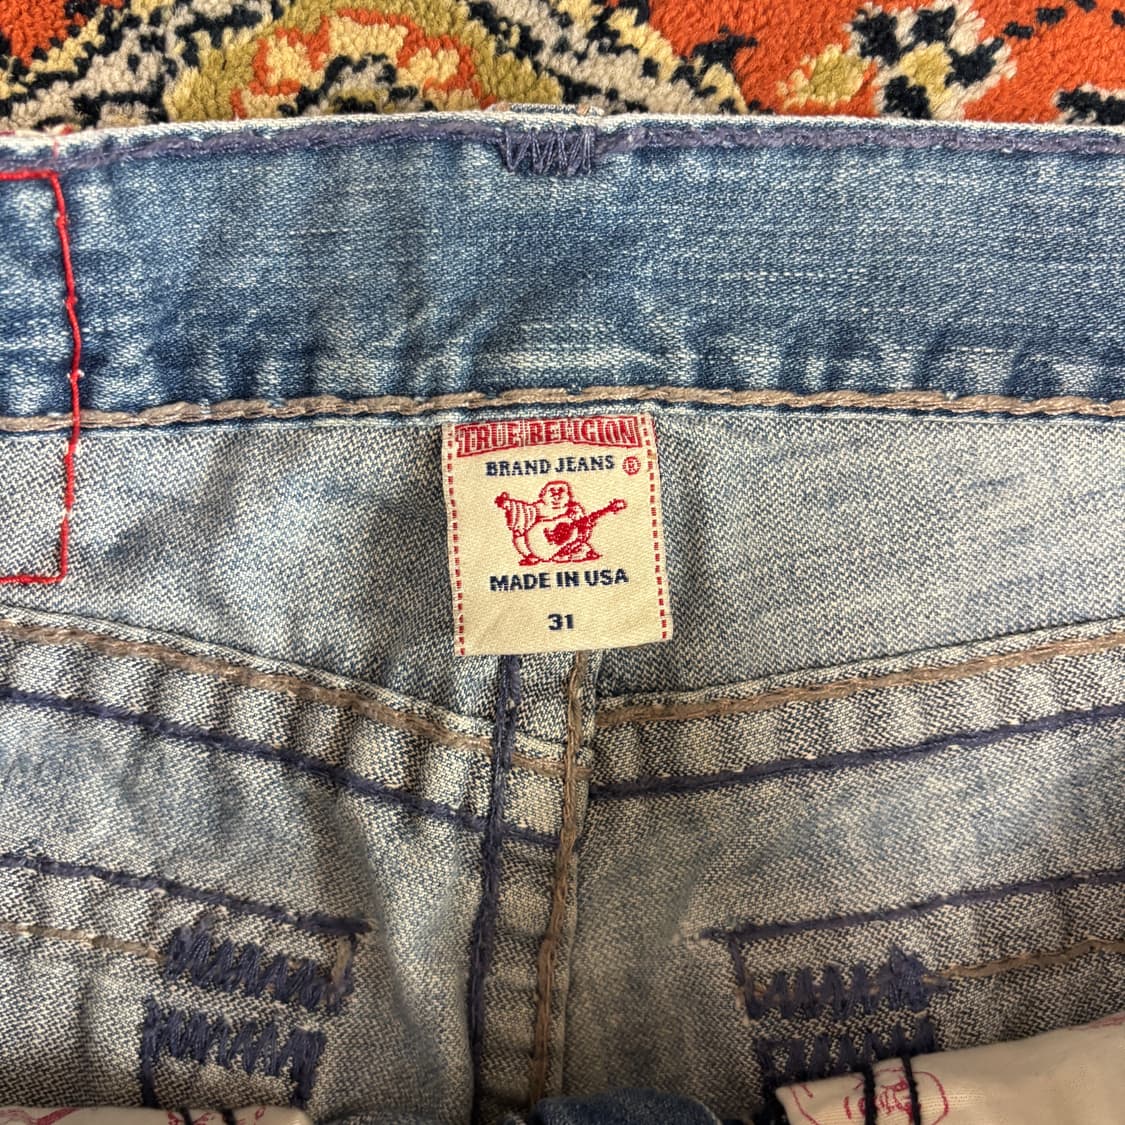 TRUE RELIGION
BRAND JEANS ®
MADE IN USA
31